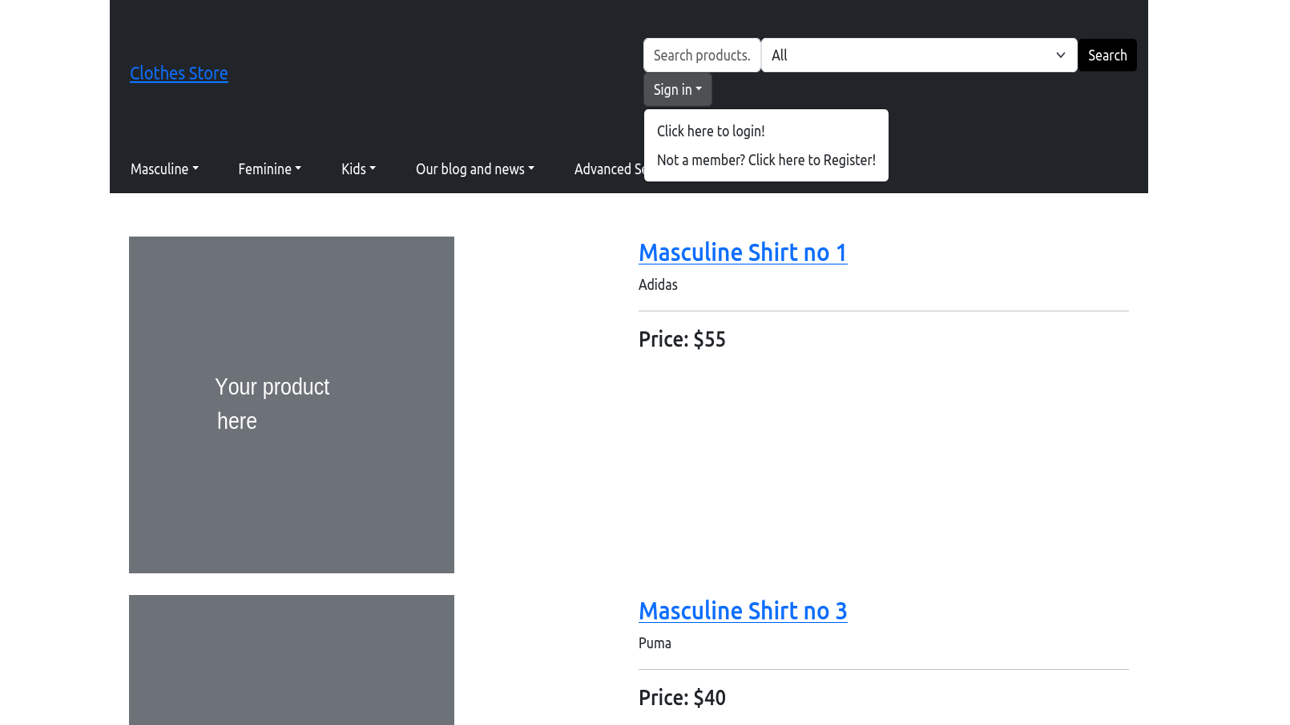 Clothes Store
Search products.
All
Search
Sign in
Click here to login!
Not a member? Click here to Register!
Masculine
Feminine
Kids
Our blog and news
Advanced
Masculine Shirt no 1
Adidas
Price: $55
Your product
here
Masculine Shirt no 3
Puma
Price: $40